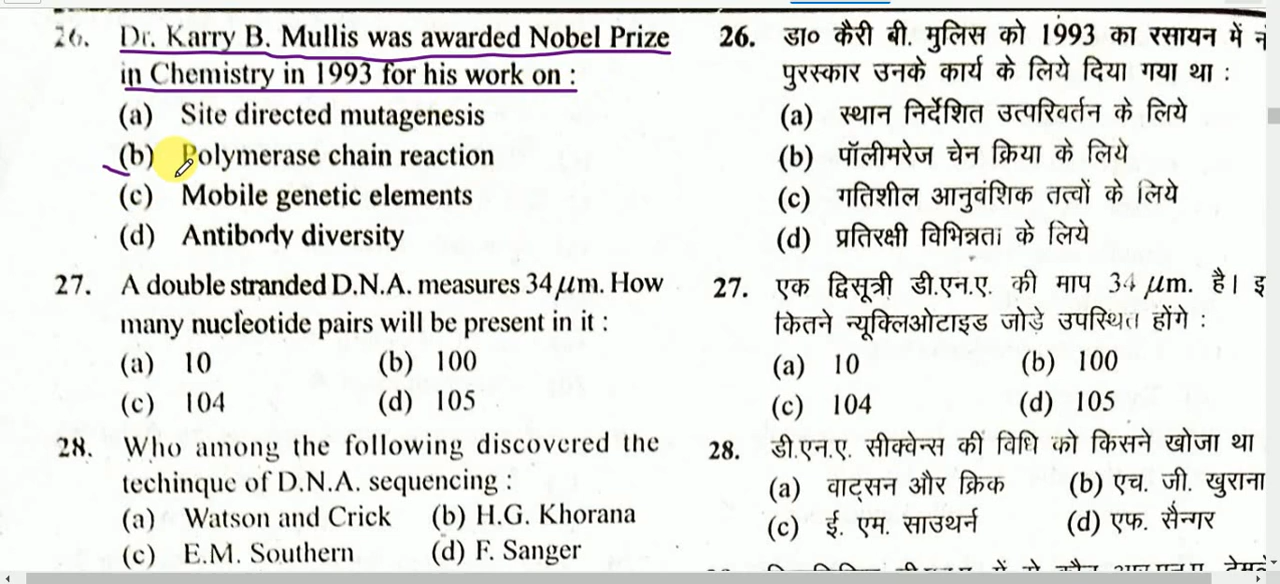 26. Dr. Karry B. Mullis was awarded Nobel Prize
in Chemistry in 1993 for his work on :
(a) Site directed mutagenesis
(b) Polymerase chain reaction
(c) Mobile genetic elements
(d) Antibody diversity
27. A double stranded D.N.A. measures 34 μm. How
many nucleotide pairs will be present in it :
(a) 10 (b) 100
(c) 104 (d) 105
28. Who among the following discovered the
techinque of D.N.A. sequencing :
(a) Watson and Crick (b) H.G. Khorana
(c) E.M. Southern (d) F. Sanger
26. डा० कैरी बी. मुलिस को 1993 का रसायन में
पुरस्कार उनके कार्य के लिये दिया गया था :
(a) स्थान निर्देशित उत्परिवर्तन के लिये
(b) पॉलीमरेज चेन क्रिया के लिये
(c) गतिशील आनुवंशिक तत्वों के लिये
(d) प्रतिरक्षी विभिन्नता के लिये
27. एक द्विसूत्री डी.एन.ए. की माप 34 μm. है।
कितने न्यूक्लिओटाइड जोड़े उपस्थित होंगे :
(a) 10 (b) 100
(c) 104 (d) 105
28. डी.एन.ए. सीक्वेन्स की विधि को किसने खोजा था
(a) वाट्सन और क्रिक (b) एच. जी. खुराना
(c) ई. एम. साउथर्न (d) एफ. सैन्गर